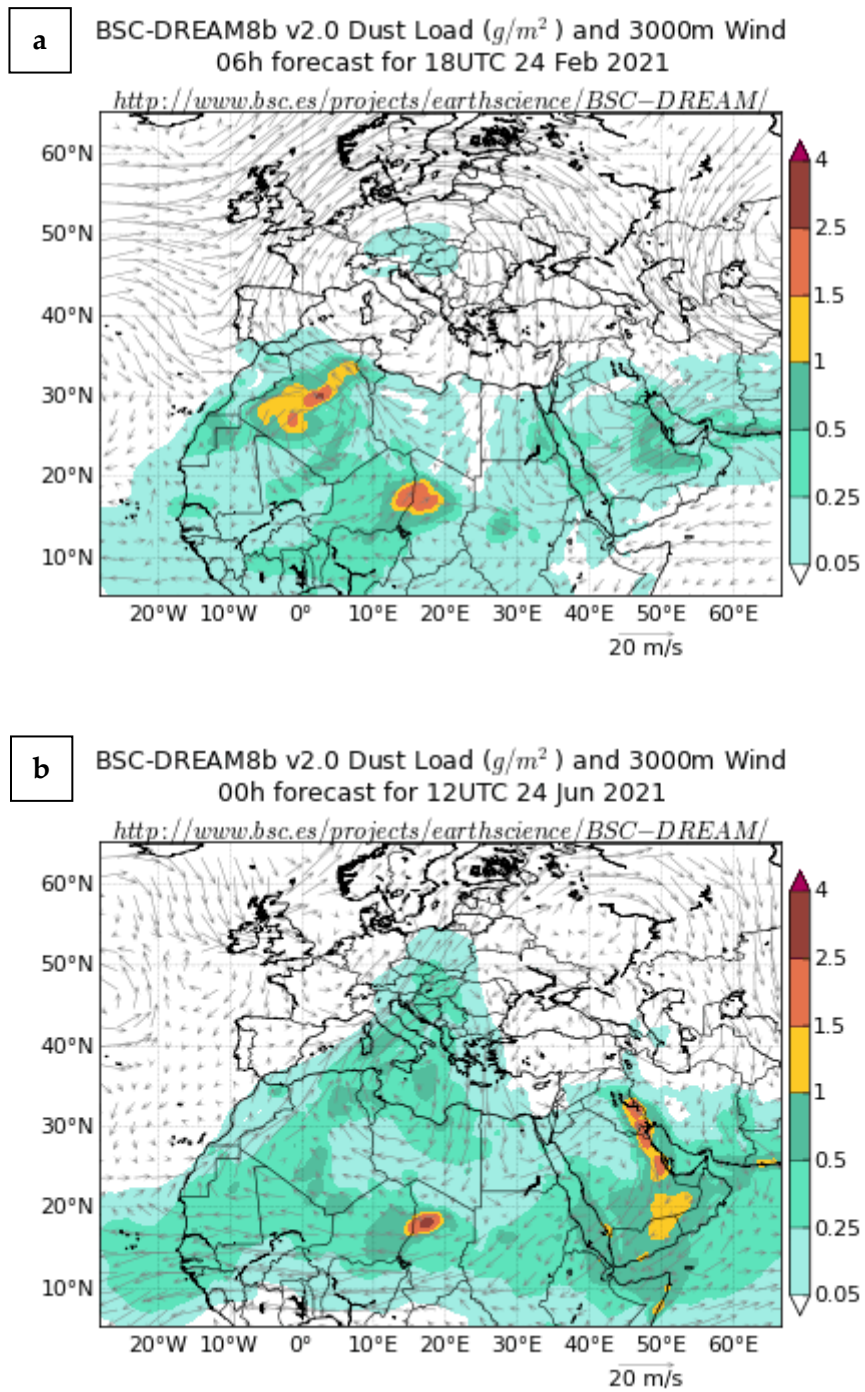 a
BSC-DREAM8b v2.0 Dust Load (g/m²) and 3000m Wind
06h forecast for 18UTC 24 Feb 2021
http://www.bsc.es/projects/earthscience/BSC−DREAM/
60°N
50°N
40°N
30°N
20°N
10°N
20°W 10°W 0° 10°E 20°E 30°E 40°E 50°E 60°E
20 m/s
4
2.5
1.5
1
0.5
0.25
0.05
b
BSC-DREAM8b v2.0 Dust Load (g/m²) and 3000m Wind
00h forecast for 12UTC 24 Jun 2021
http://www.bsc.es/projects/earthscience/BSC−DREAM/
60°N
50°N
40°N
30°N
20°N
10°N
20°W 10°W 0° 10°E 20°E 30°E 40°E 50°E 60°E
20 m/s
4
2.5
1.5
1
0.5
0.25
0.05